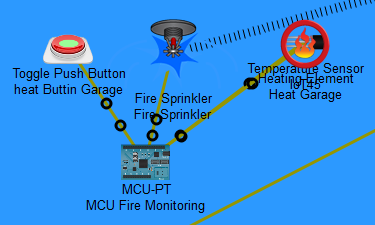 Toggle Push Button
heat Buttin Garage
Fire Sprinkler
Fire Sprinkler
Temperature Sensor
IoT45
Heating Element
Heat Garage
MCU-PT
MCU Fire Monitoring